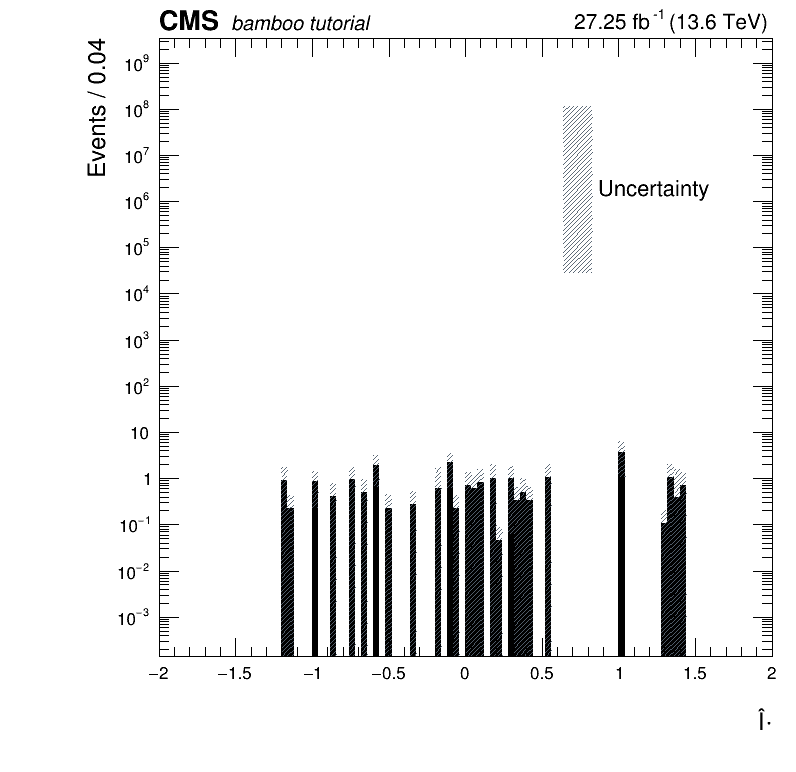 CMS bamboo tutorial 27.25 fb⁻¹ (13.6 TeV)
Events / 0.04
10⁹
10⁸
10⁷
10⁶
10⁵
10⁴
10³
10²
10
1
10⁻¹
10⁻²
10⁻³
Uncertainty
−2 −1.5 −1 −0.5 0 0.5 1 1.5 2
Î·